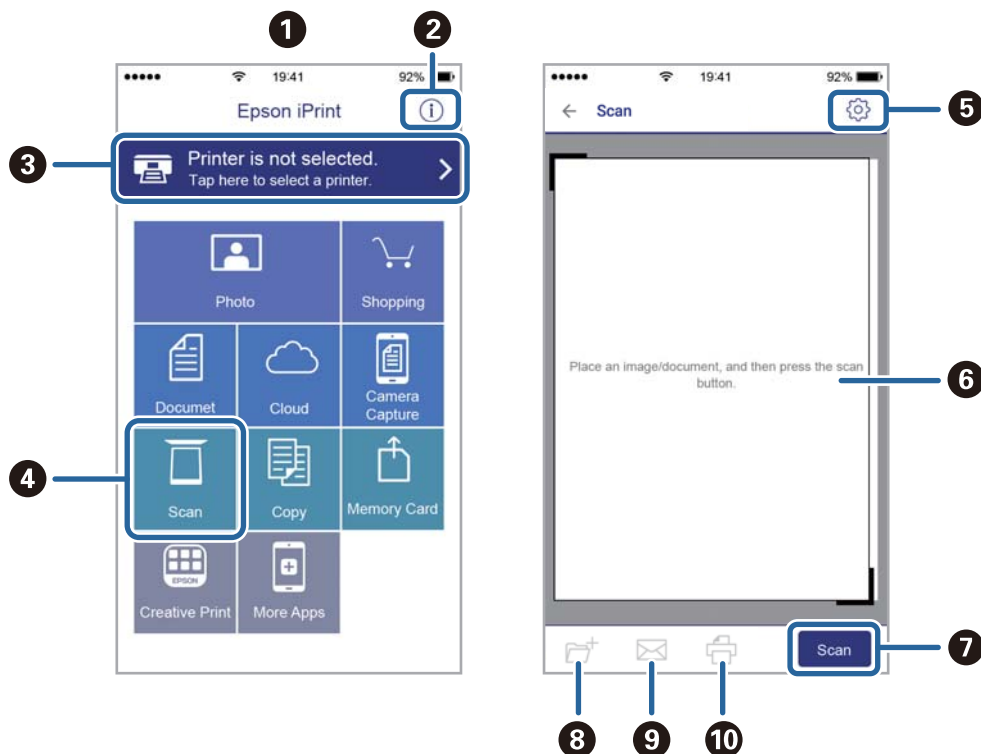 1
2
19:41
92%
Epson iPrint
i
3
Printer is not selected.
Tap here to select a printer.
Photo
Shopping
Documet
Cloud
Camera
Capture
4
Scan
Copy
Memory Card
EPSON
Creative Print
More Apps
19:41
92%
Scan
5
Place an image/document, and then press the scan
button.
6
Scan
7
8
9
10